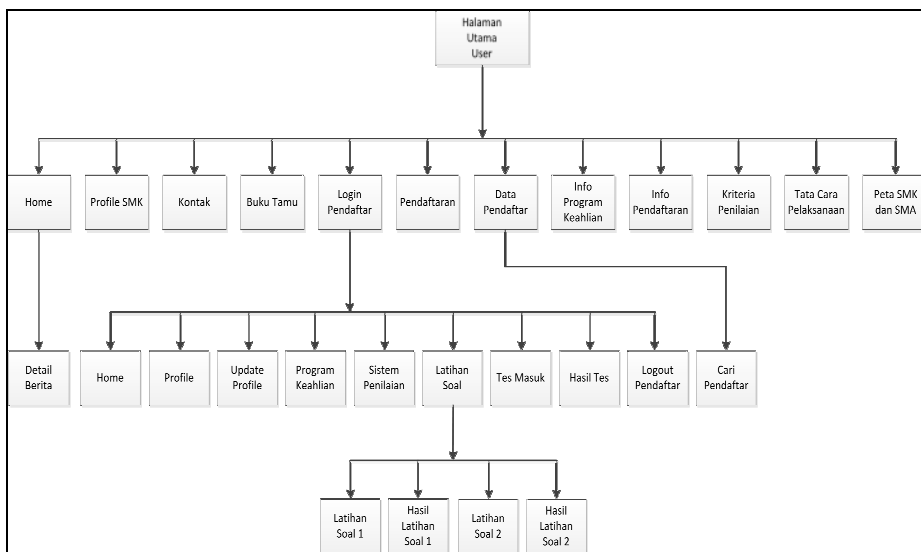 Halaman
Utama
User
Home
Profile SMK
Kontak
Buku Tamu
Login
Pendaftar
Pendaftaran
Data
Pendaftar
Info
Program
Keahlian
Info
Pendaftaran
Kriteria
Penilaian
Tata Cara
Pelaksanaan
Peta SMK
dan SMA
Detail
Berita
Home
Profile
Update
Profile
Program
Keahlian
Sistem
Penilaian
Latihan
Soal
Tes Masuk
Hasil Tes
Logout
Pendaftar
Cari
Pendaftar
Latihan
Soal 1
Hasil
Latihan
Soal 1
Latihan
Soal 2
Hasil
Latihan
Soal 2